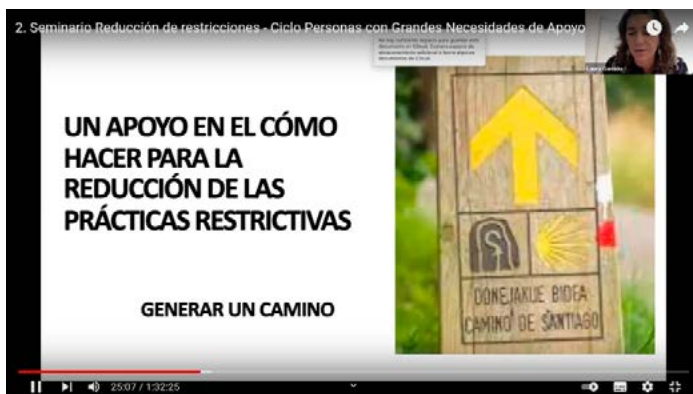 2. Seminario Reducción de restricciones - Ciclo Personas con Grandes Necesidades de Apoyo
UN APOYO EN EL CÓMO
HACER PARA LA
REDUCCIÓN DE LAS
PRÁCTICAS RESTRICTIVAS
GENERAR UN CAMINO
DONEJAKUE BIDEA
CAMINO DE SANTIAGO
25:07 / 1:32:25